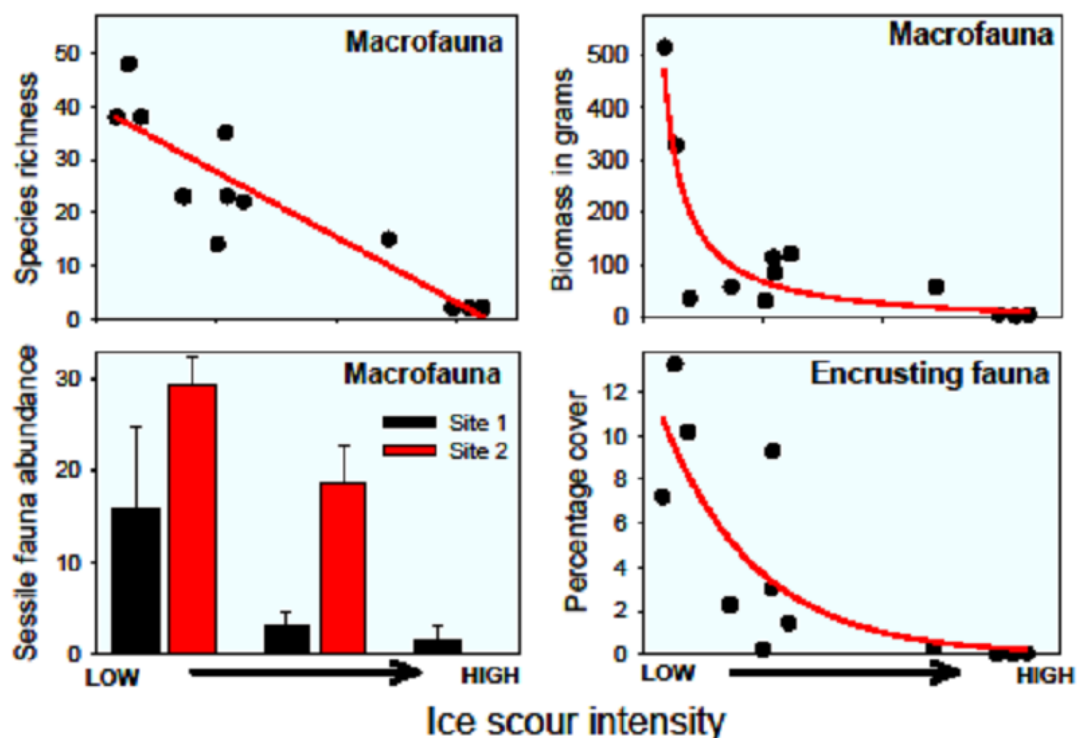 Macrofauna
Species richness
50
40
30
20
10
0
Macrofauna
Biomass in grams
500
400
300
200
100
0
Macrofauna
Sessile fauna abundance
30
20
10
0
Site 1
Site 2
LOW
HIGH
Encrusting fauna
Percentage cover
12
10
8
6
4
2
0
LOW
HIGH
Ice scour intensity